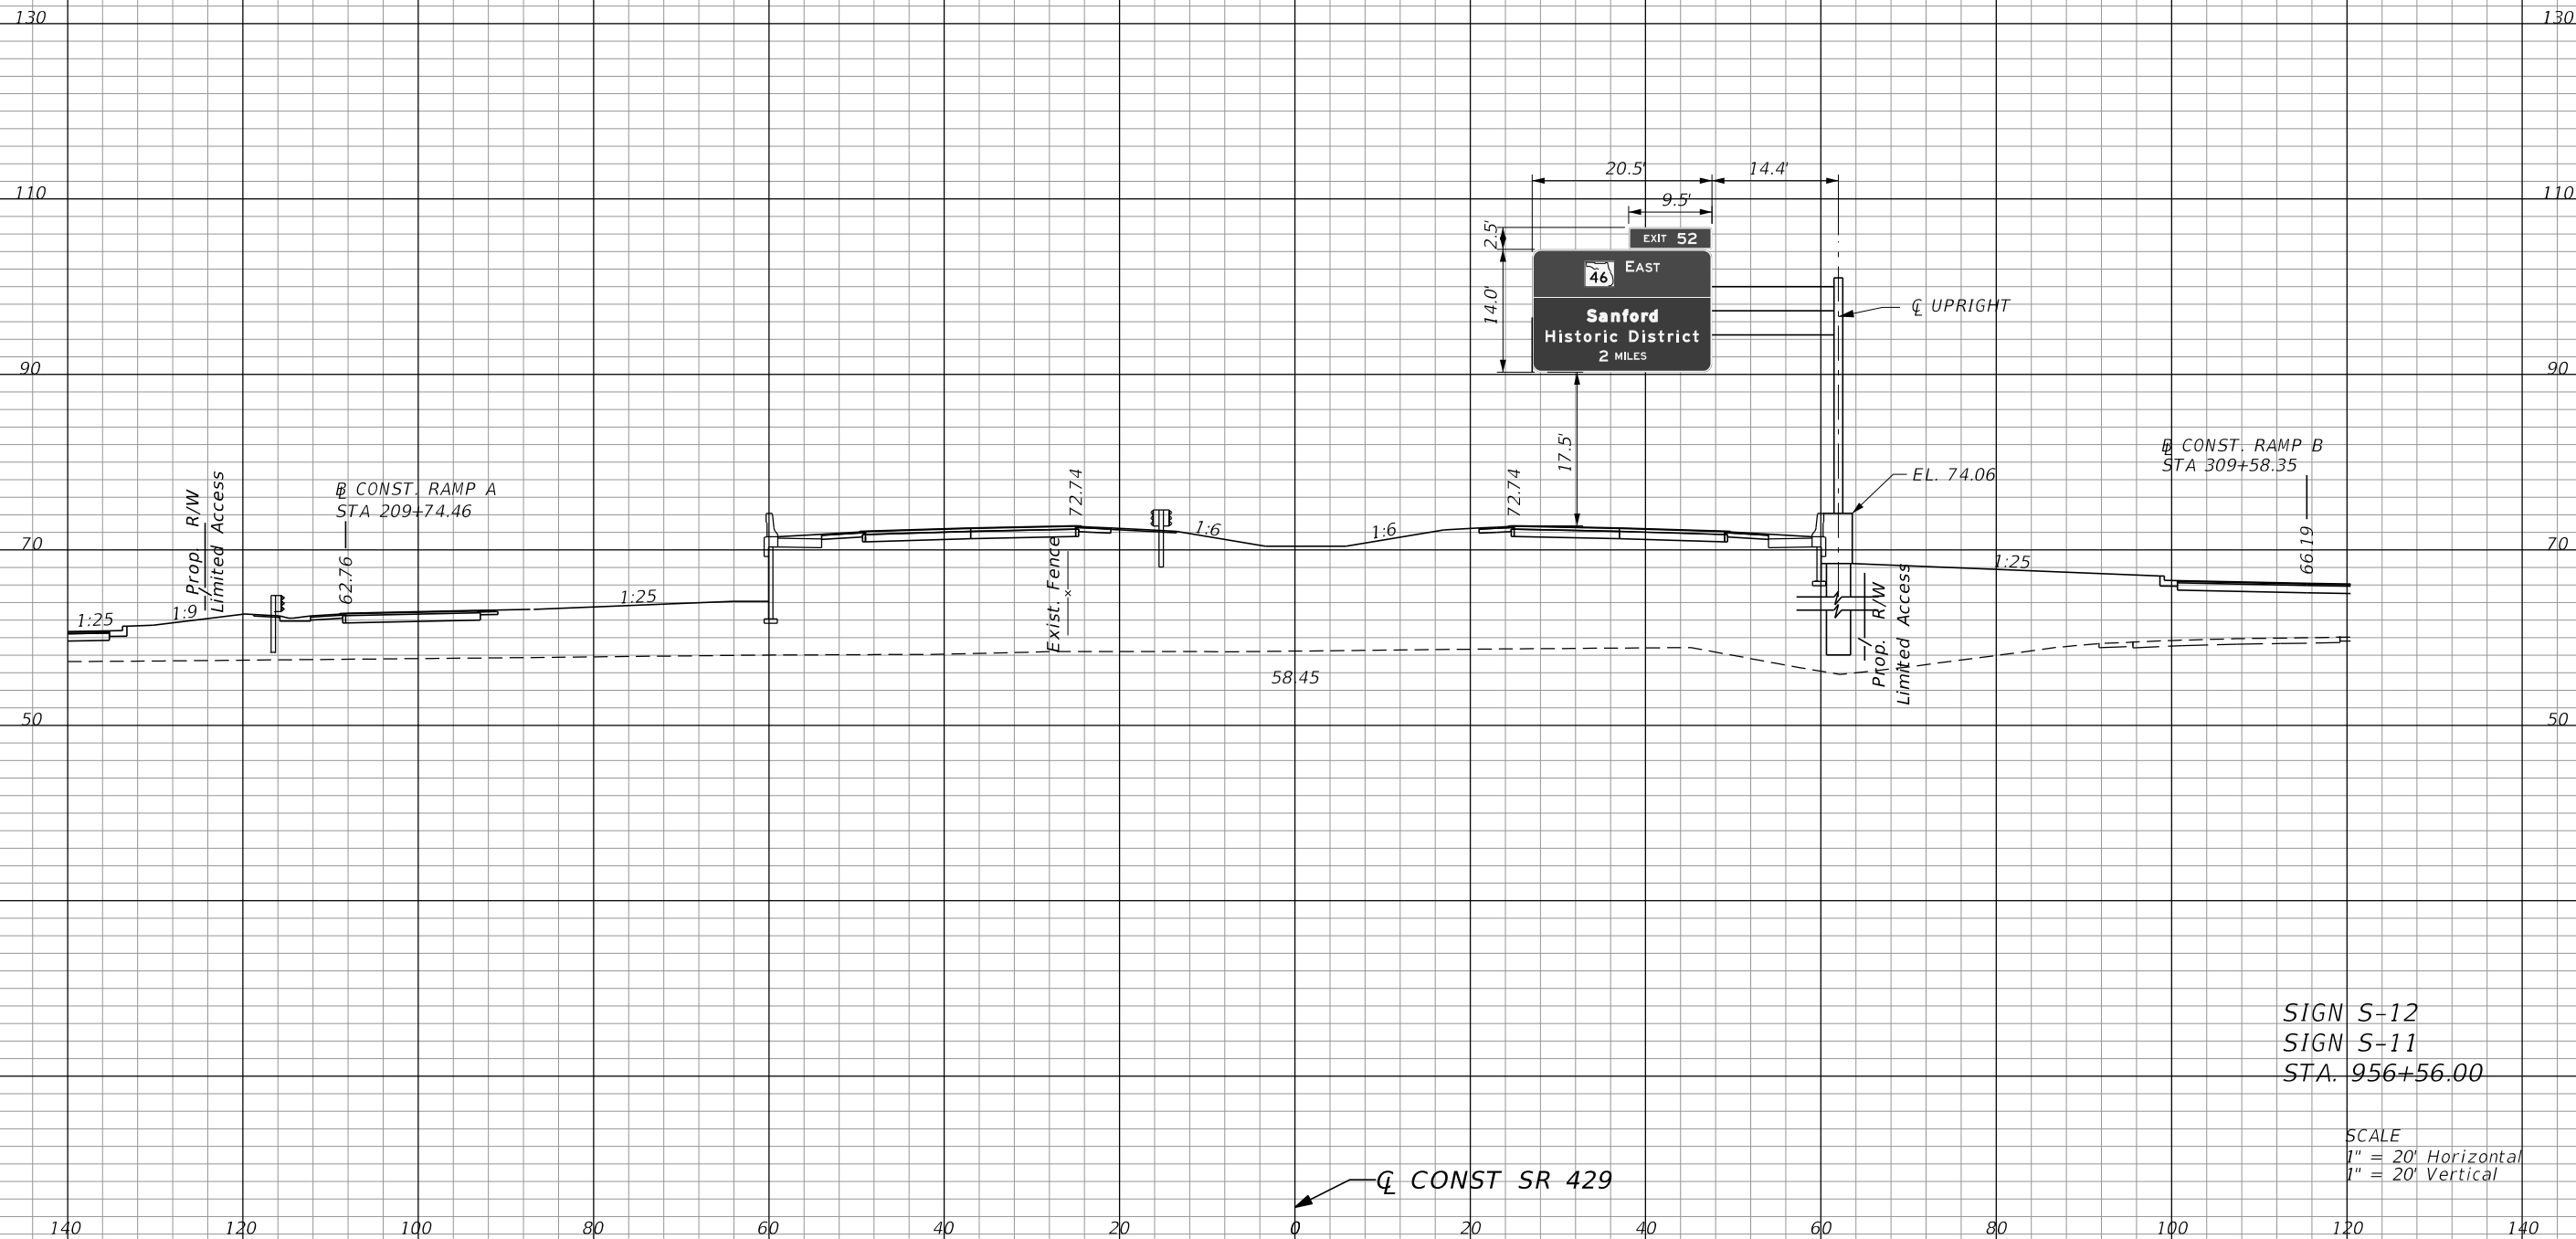 130
130
20.5'
14.4'
110
110
9.5'
2.5'
EXIT 52
46 EAST
14.0'
Sanford
Historic District
2 MILES
℄ UPRIGHT
90
90
17.5'
℄ CONST. RAMP B
STA 309+58.35
EL. 74.06
Prop. R/W
Limited Access
℄ CONST. RAMP A
STA 209+74.46
72.74
72.74
70
70
62.76
Exist. Fence
1:6
1:6
66.19
1:25
1:25
1:9
1:25
Prop. R/W
Limited Access
58.45
50
50
SIGN S-12
SIGN S-11
STA. 956+56.00
SCALE
1" = 20' Horizontal
1" = 20' Vertical
℄ CONST SR 429
140
120
100
80
60
40
20
0
20
40
60
80
100
120
140